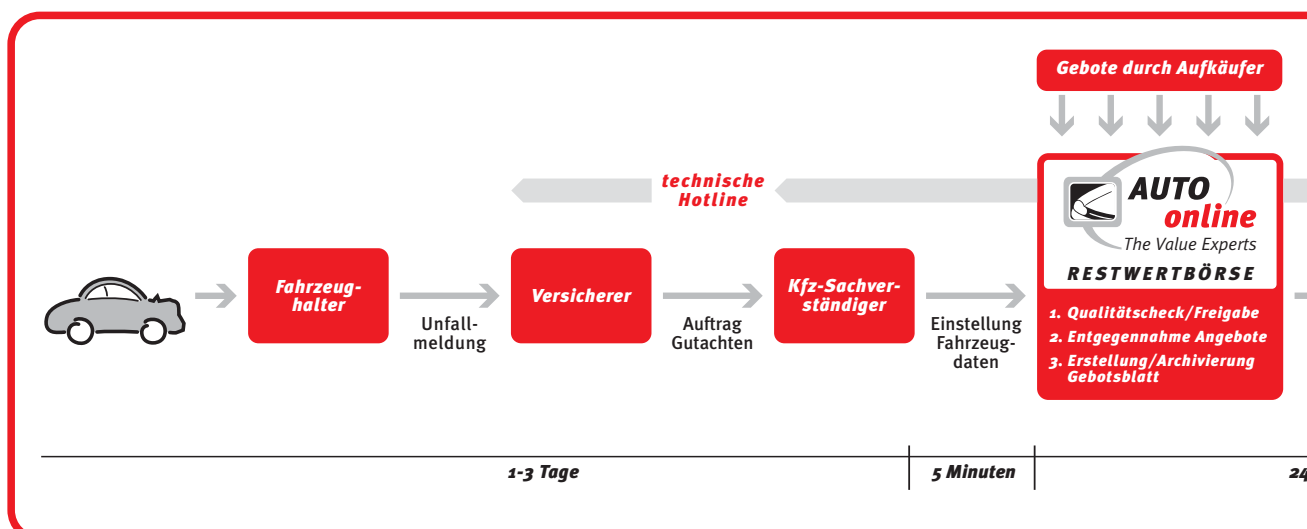 Gebote durch Aufkäufer
technische
Hotline
AUTO
online
The Value Experts
RESTWERTBÖRSE
Fahrzeug-
halter
Unfall-
meldung
Versicherer
Auftrag
Gutachten
Kfz-Sachver-
ständiger
Einstellung
Fahrzeug-
daten
1. Qualitätscheck/Freigabe
2. Entgegennahme Angebote
3. Erstellung/Archivierung
Gebotsblatt
1-3 Tage
5 Minuten
24